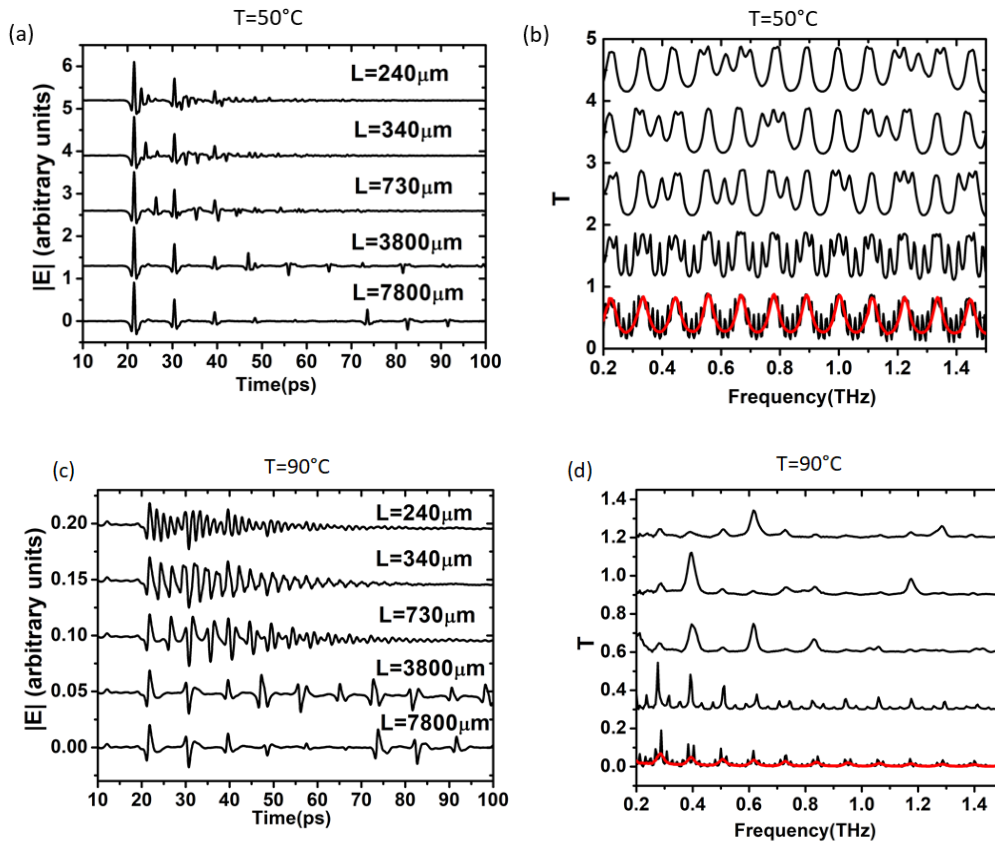 T=50°C
(a)
|E| (arbitrary units)
6
5
4
3
2
1
0
L=240μm
L=340μm
L=730μm
L=3800μm
L=7800μm
10 20 30 40 50 60 70 80 90 100
Time(ps)
T=50°C
(b)
T
5
4
3
2
1
0
0.2 0.4 0.6 0.8 1.0 1.2 1.4
Frequency(THz)
T=90°C
(c)
|E| (arbitrary units)
0.20
0.15
0.10
0.05
0.00
L=240μm
L=340μm
L=730μm
L=3800μm
L=7800μm
10 20 30 40 50 60 70 80 90 100
Time(ps)
T=90°C
(d)
T
1.4
1.2
1.0
0.8
0.6
0.4
0.2
0.0
0.2 0.4 0.6 0.8 1.0 1.2 1.4
Frequency(THz)